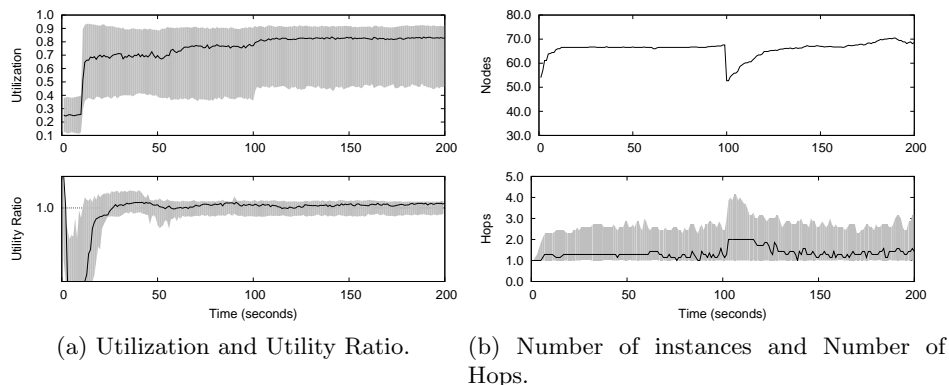 Utilization
1.0
0.9
0.8
0.7
0.6
0.5
0.4
0.3
0.2
0.1
0 50 100 150 200
Utility Ratio
1.0
0 50 100 150 200
Time (seconds)
(a) Utilization and Utility Ratio.
Nodes
80.0
70.0
60.0
50.0
40.0
30.0
0 50 100 150 200
Hops
5.0
4.0
3.0
2.0
1.0
0 50 100 150 200
Time (seconds)
(b) Number of instances and Number of
Hops.